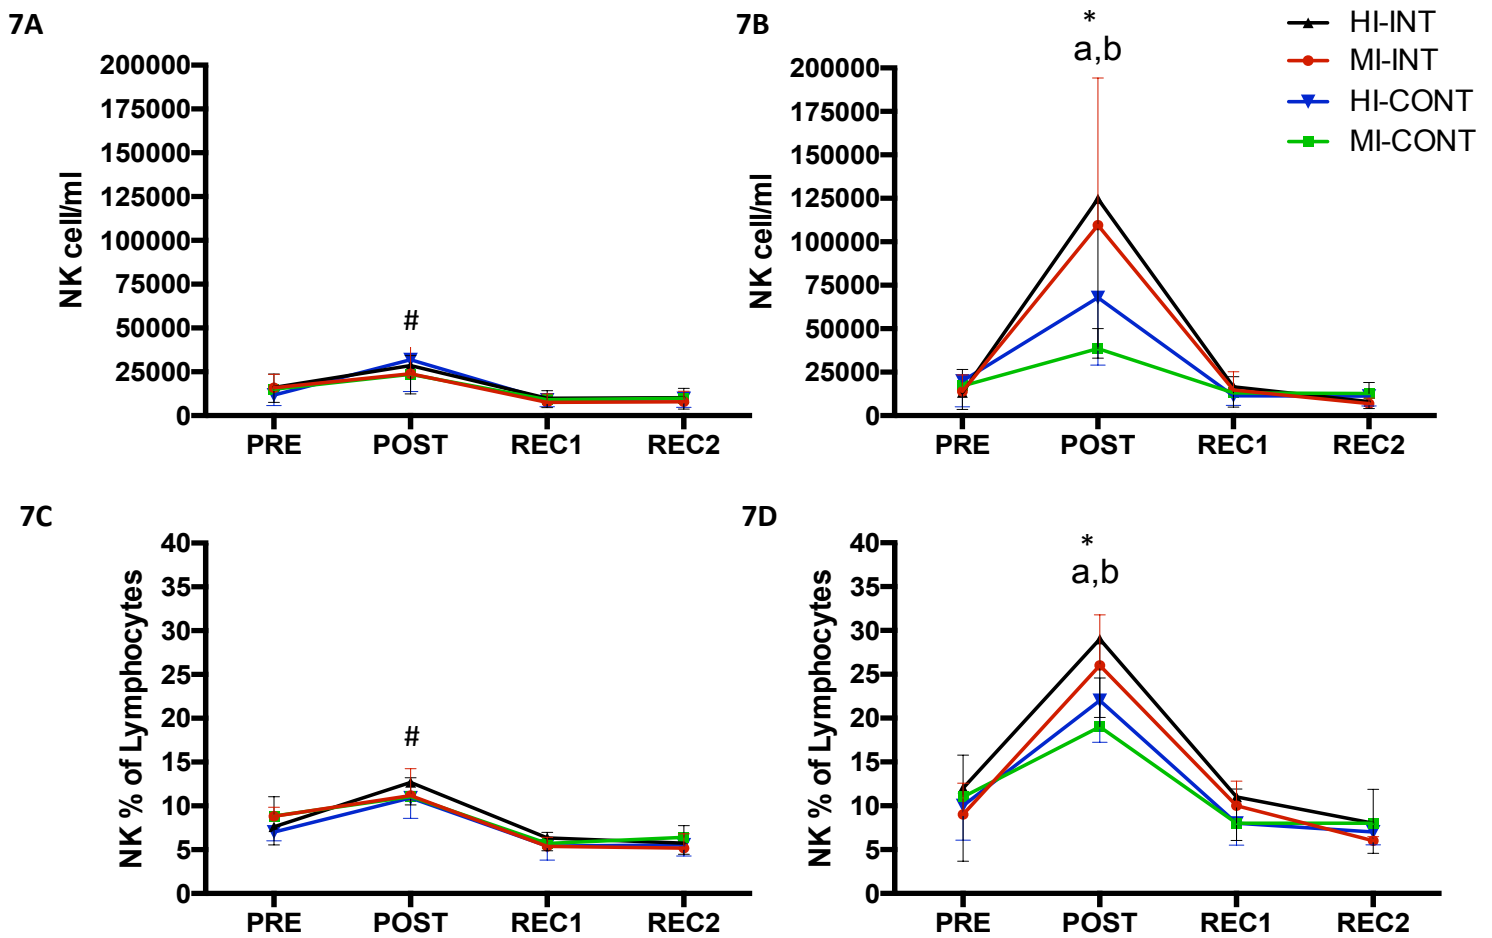 7A
200000
175000
150000
125000
100000
75000
50000
25000
0
NK cell/ml
#
PRE POST REC1 REC2
7B
200000
175000
150000
125000
100000
75000
50000
25000
0
NK cell/ml
*
a,b
PRE POST REC1 REC2
HI-INT
MI-INT
HI-CONT
MI-CONT
7C
40
35
30
25
20
15
10
5
0
NK % of Lymphocytes
#
PRE POST REC1 REC2
7D
40
35
30
25
20
15
10
5
0
NK % of Lymphocytes
*
a,b
PRE POST REC1 REC2